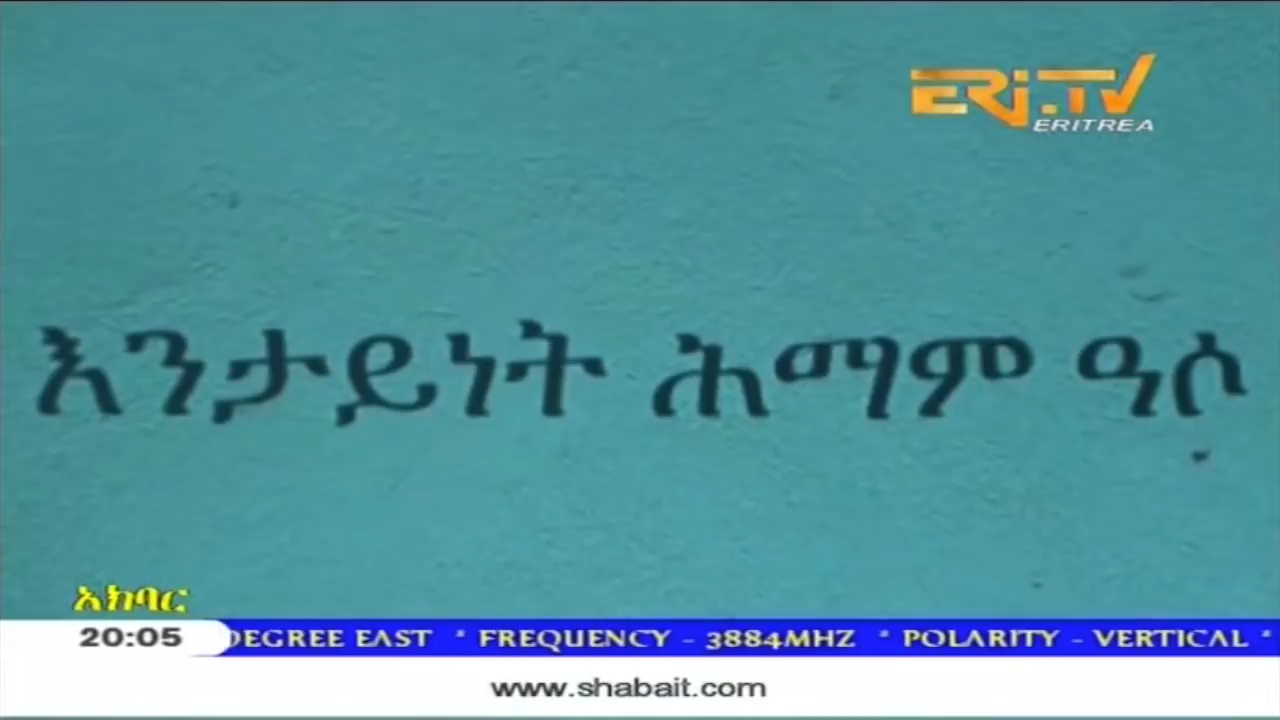 ERi.TV
ERITREA
እንታይነት ሕማም ዓሶ
አክባር
20:05 DEGREE EAST * FREQUENCY - 3884MHZ * POLARITY - VERTICAL *
www.shabait.com